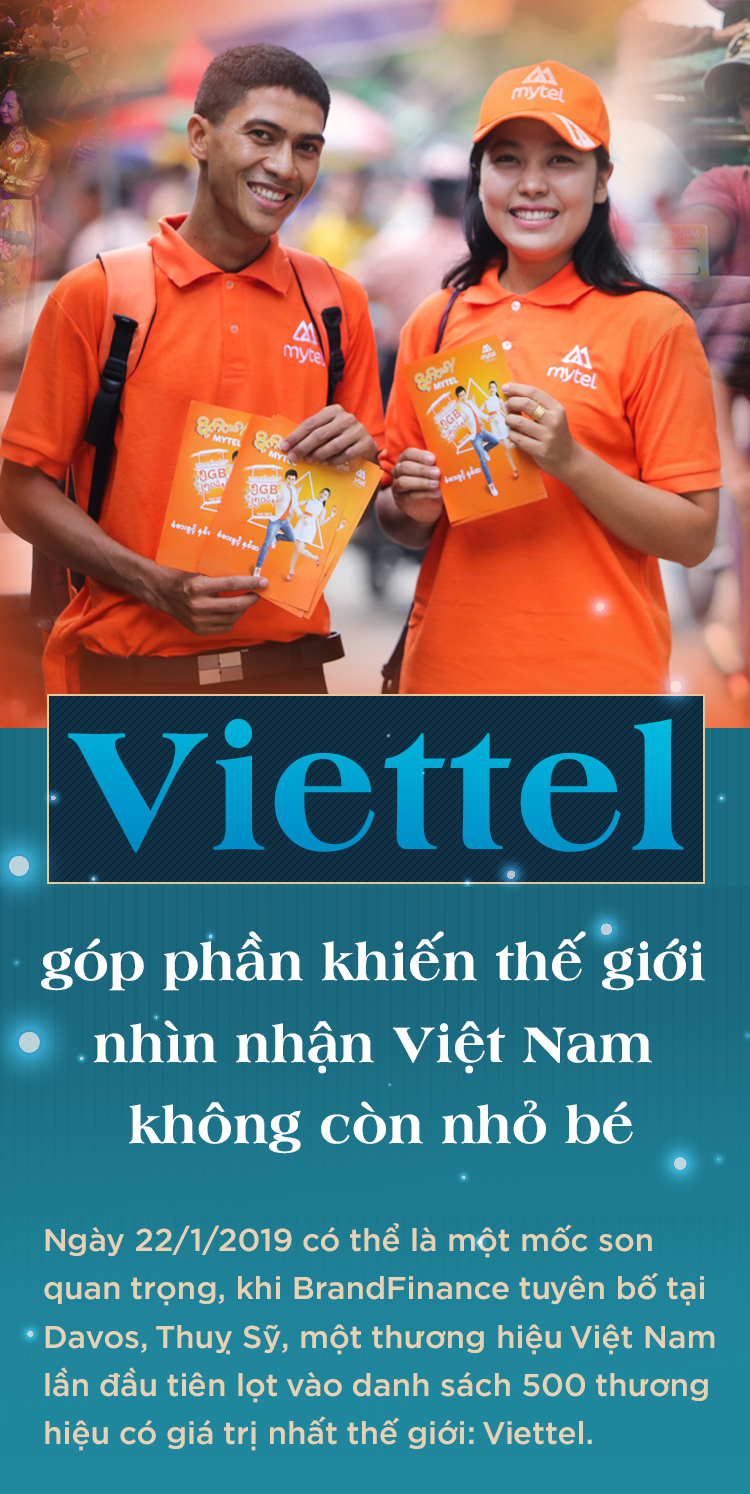 mytel
mytel
mytel
MYTEL
MYTEL
MYTEL
Viettel
góp phần khiến thế giới
nhìn nhận Việt Nam
không còn nhỏ bé
Ngày 22/1/2019 có thể là một mốc son
quan trọng, khi BrandFinance tuyên bố tại
Davos, Thuỵ Sỹ, một thương hiệu Việt Nam
lần đầu tiên lọt vào danh sách 500 thương
hiệu có giá trị nhất thế giới: Viettel.